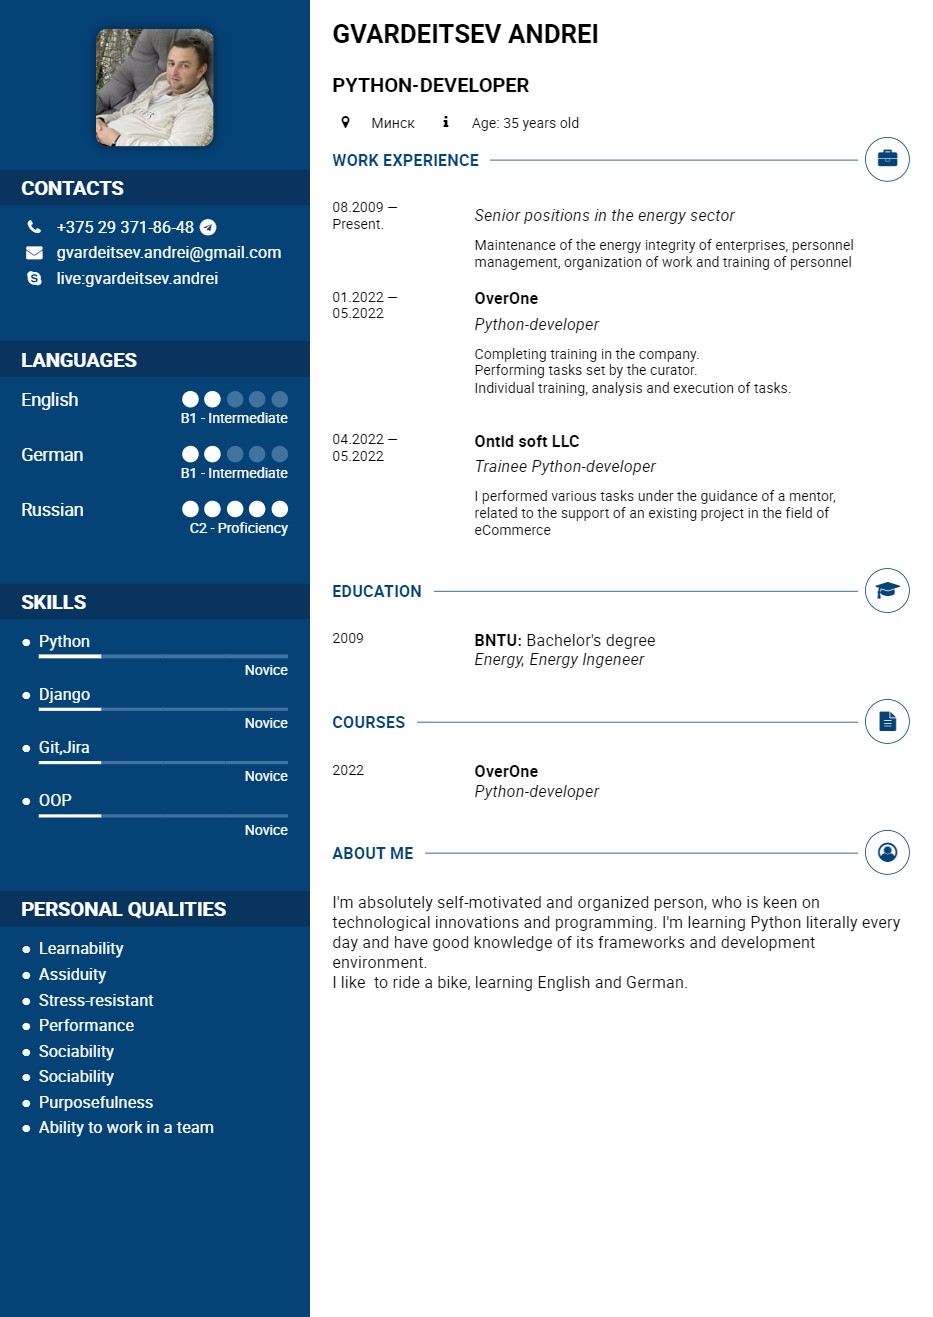 GVARDEITSEV ANDREI
PYTHON-DEVELOPER
Минск Age: 35 years old
CONTACTS
+375 29 371-86-48
gvardeitsev.andrei@gmail.com
live:gvardeitsev.andrei
LANGUAGES
English
B1 - Intermediate
German
B1 - Intermediate
Russian
C2 - Proficiency
SKILLS
Python
Novice
Django
Novice
Git,Jira
Novice
OOP
Novice
PERSONAL QUALITIES
Learnability
Assiduity
Stress-resistant
Performance
Sociability
Sociability
Purposefulness
Ability to work in a team
WORK EXPERIENCE
08.2009 —
Present.
Senior positions in the energy sector
Maintenance of the energy integrity of enterprises, personnel
management, organization of work and training of personnel
01.2022 —
05.2022
OverOne
Python-developer
Completing training in the company.
Performing tasks set by the curator.
Individual training, analysis and execution of tasks.
04.2022 —
05.2022
Ontid soft LLC
Trainee Python-developer
I performed various tasks under the guidance of a mentor,
related to the support of an existing project in the field of
eCommerce
EDUCATION
2009
BNTU: Bachelor's degree
Energy, Energy Ingeneer
COURSES
2022
OverOne
Python-developer
ABOUT ME
I'm absolutely self-motivated and organized person, who is keen on
technological innovations and programming. I'm learning Python literally every
day and have good knowledge of its frameworks and development
environment.
I like  to ride a bike, learning English and German.